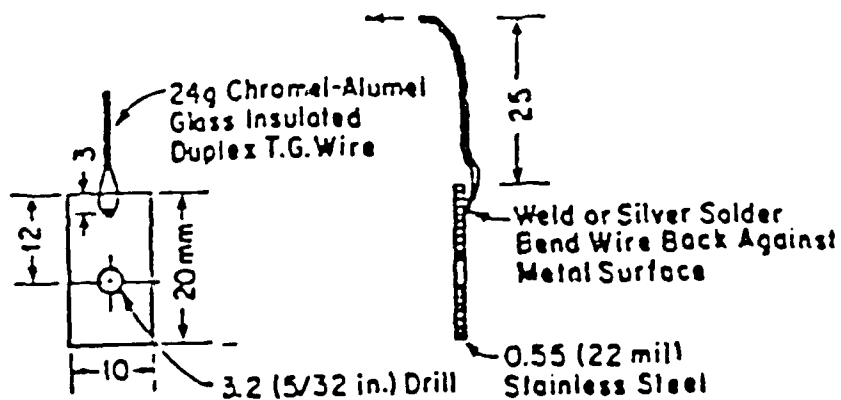 24g Chromel-Alumel
Glass Insulated
Duplex T.G. Wire
3
12
20mm
10
3.2 (5/32 in.) Drill
25
Weld or Silver Solder
Bend Wire Back Against
Metal Surface
0.55 (22 mil)
Stainless Steel